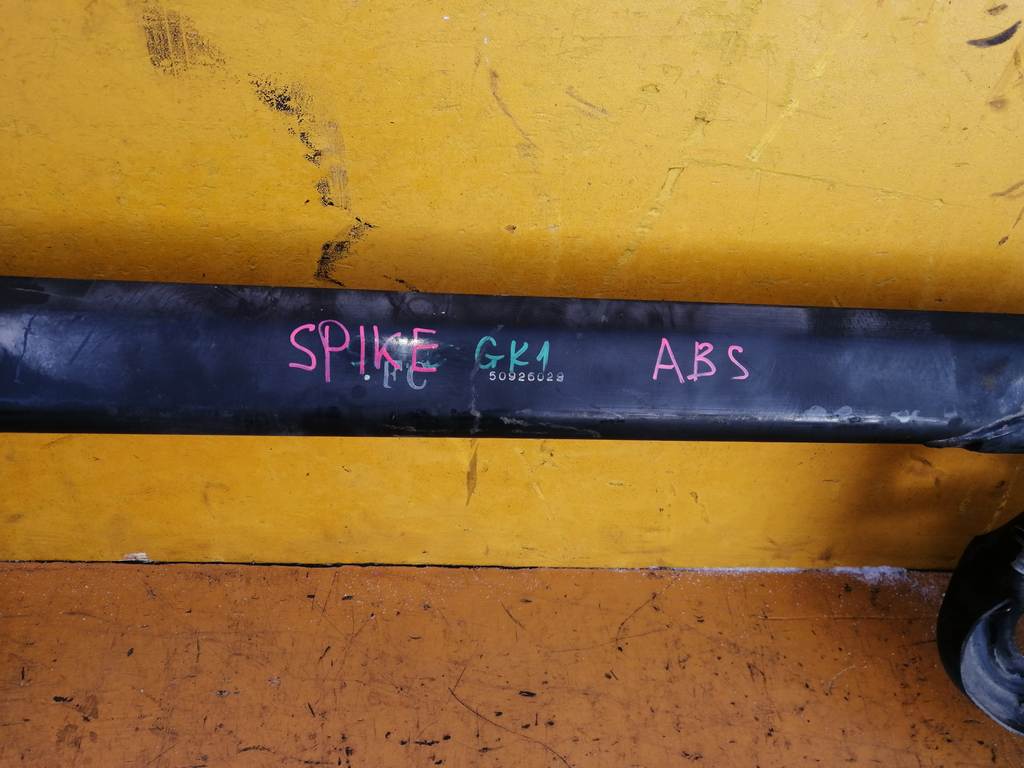 SPIKE GK1 ABS
.FC 50926029